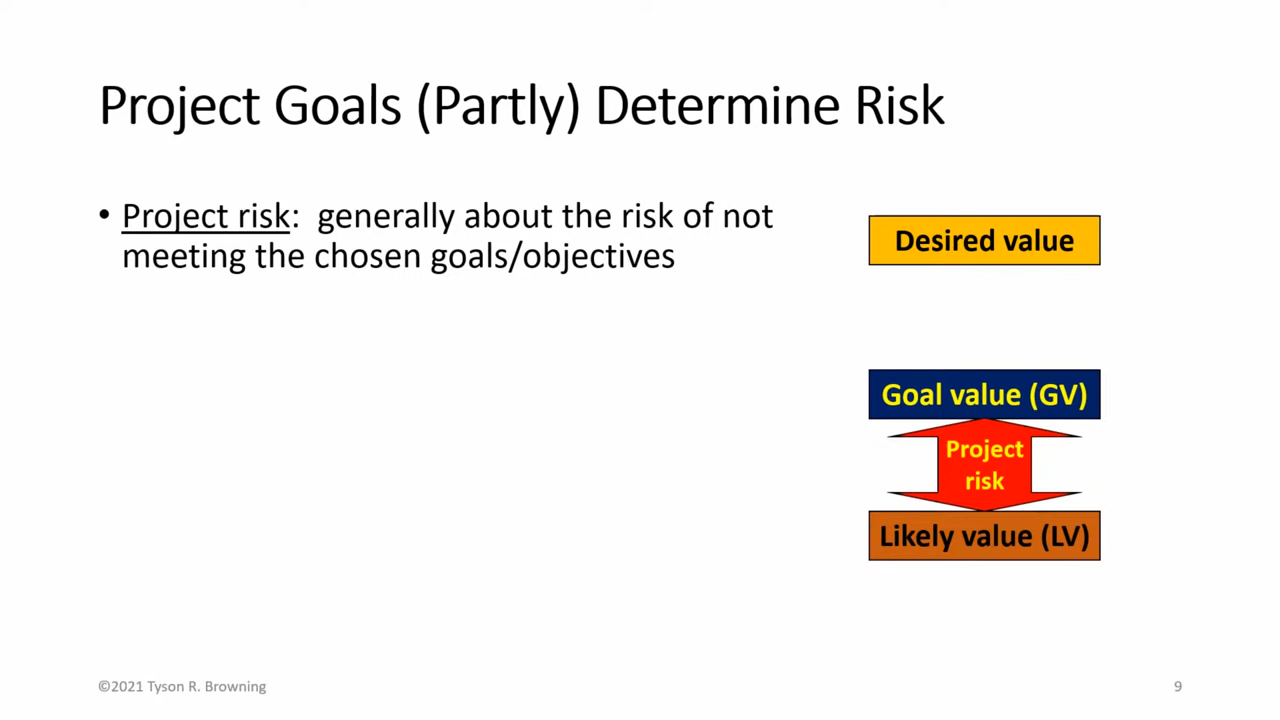 Project Goals (Partly) Determine Risk
• Project risk:  generally about the risk of not
meeting the chosen goals/objectives
Desired value
Goal value (GV)
Project
risk
Likely value (LV)
©2021 Tyson R. Browning
9